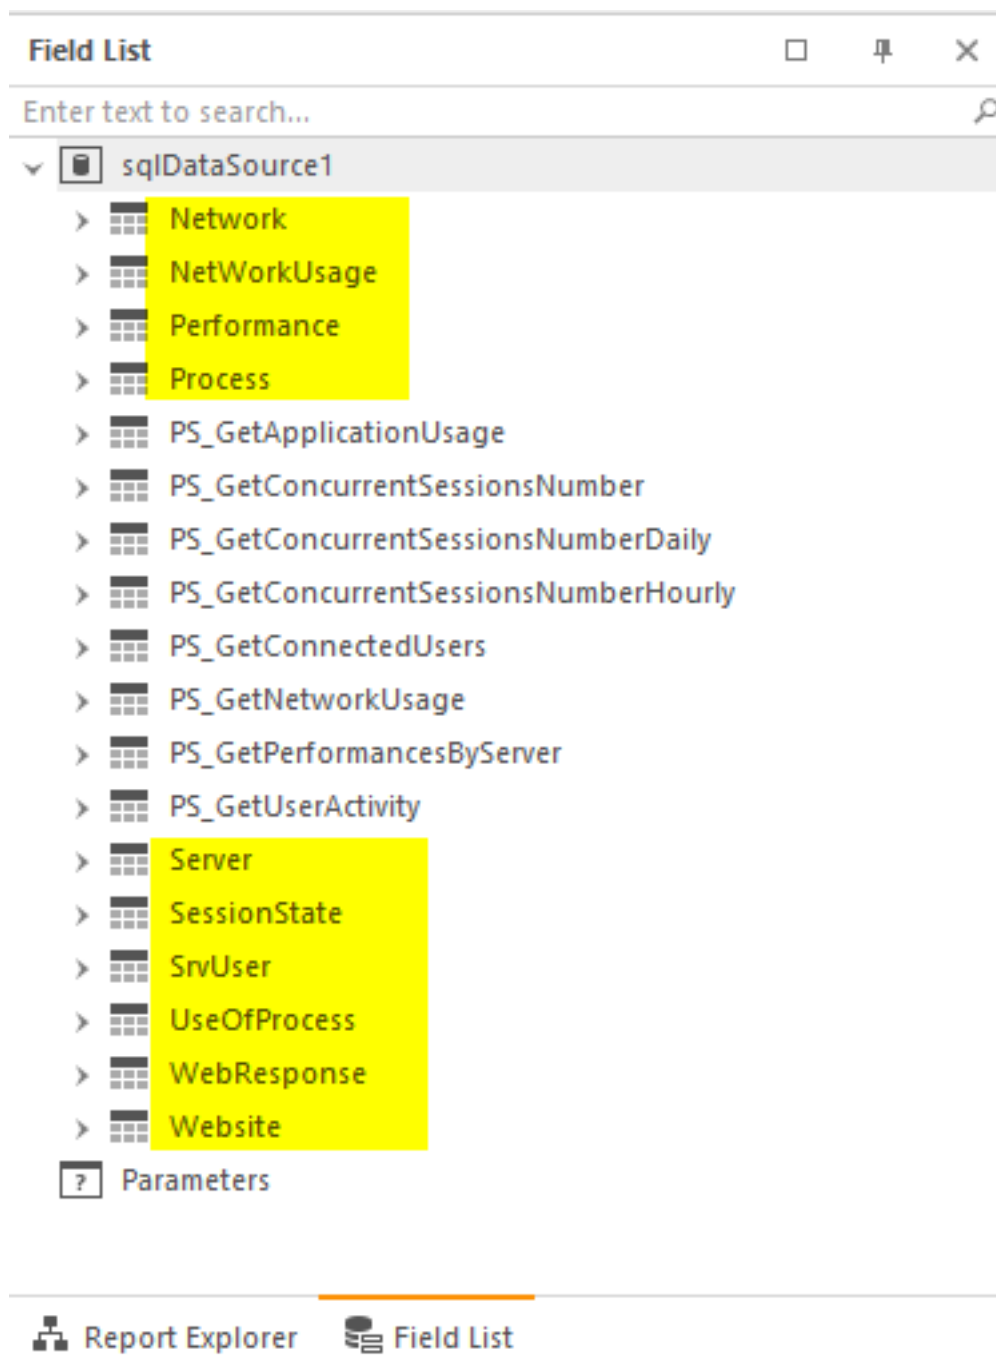 Field List
Enter text to search...
sqlDataSource1
Network
NetWorkUsage
Performance
Process
PS_GetApplicationUsage
PS_GetConcurrentSessionsNumber
PS_GetConcurrentSessionsNumberDaily
PS_GetConcurrentSessionsNumberHourly
PS_GetConnectedUsers
PS_GetNetworkUsage
PS_GetPerformancesByServer
PS_GetUserActivity
Server
SessionState
SrvUser
UseOfProcess
WebResponse
Website
? Parameters
Report Explorer Field List